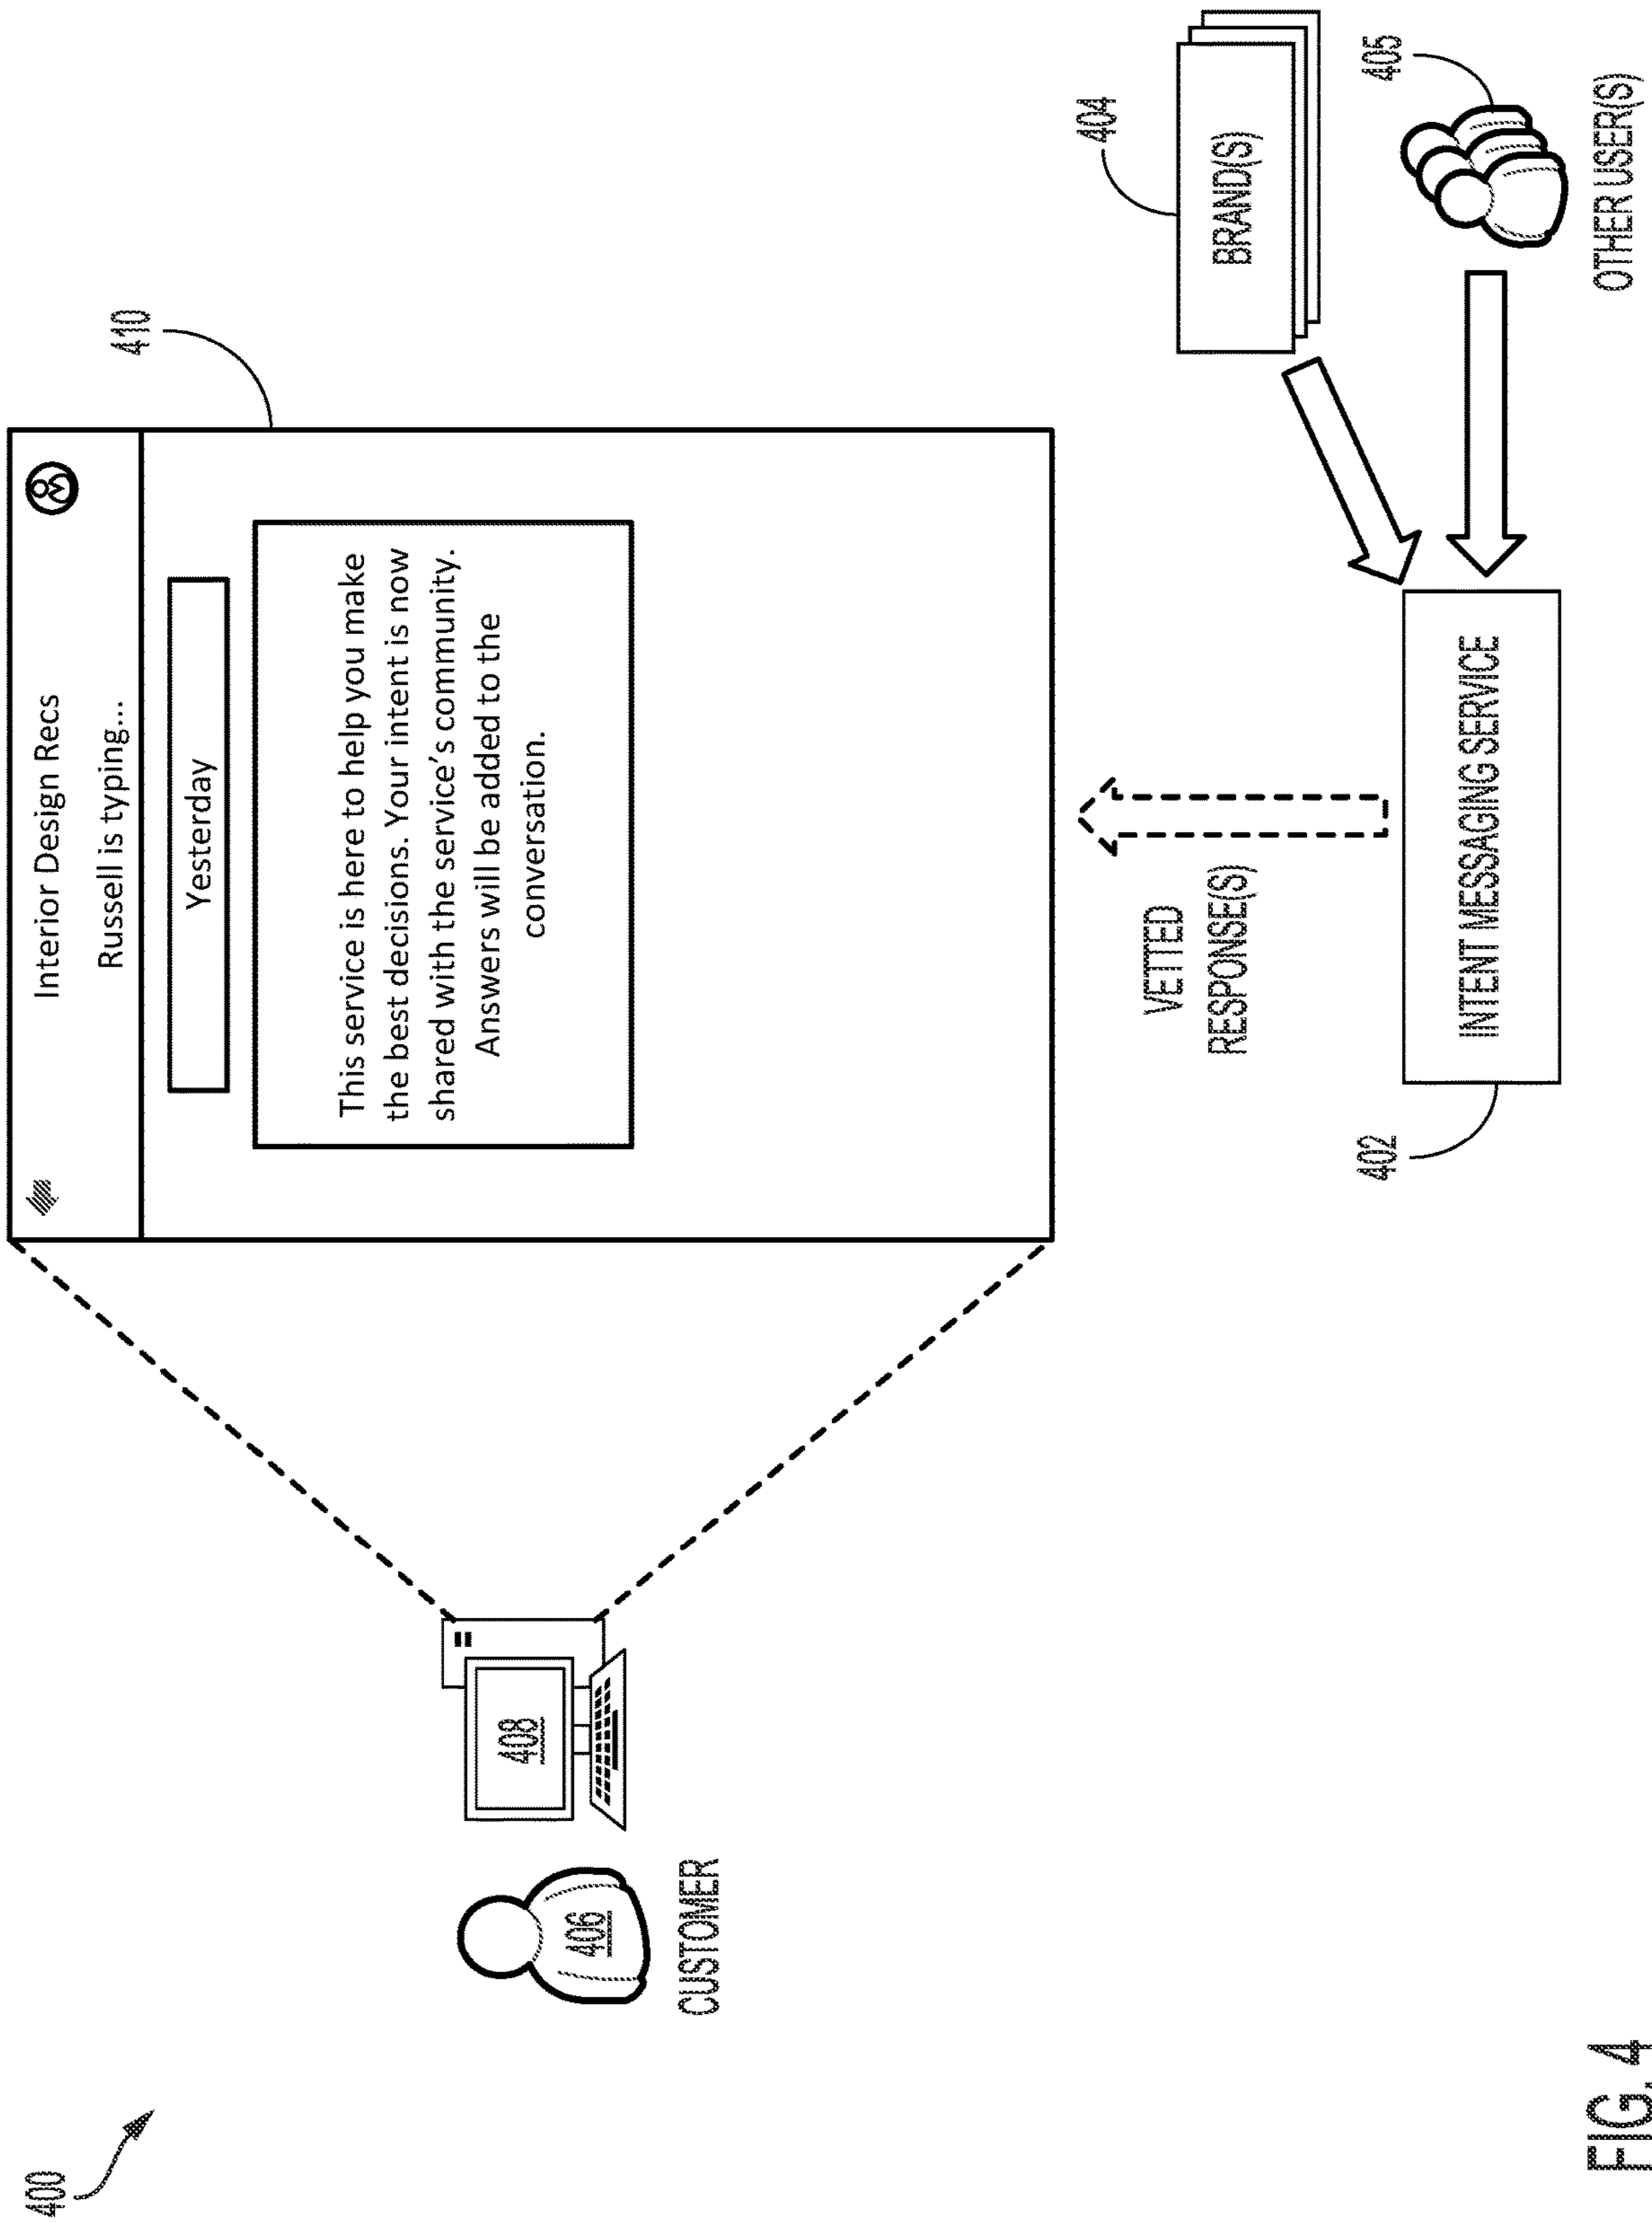 400
410
Interior Design Recs
Russell is typing...
Yesterday
This service is here to help you make
the best decisions. Your intent is now
shared with the service's community.
Answers will be added to the
conversation.
408
406
CUSTOMER
404
BRAND(S)
VETTED
RESPONSE(S)
405
402
INTENT MESSAGING SERVICE
OTHER USER(S)
FIG. 4